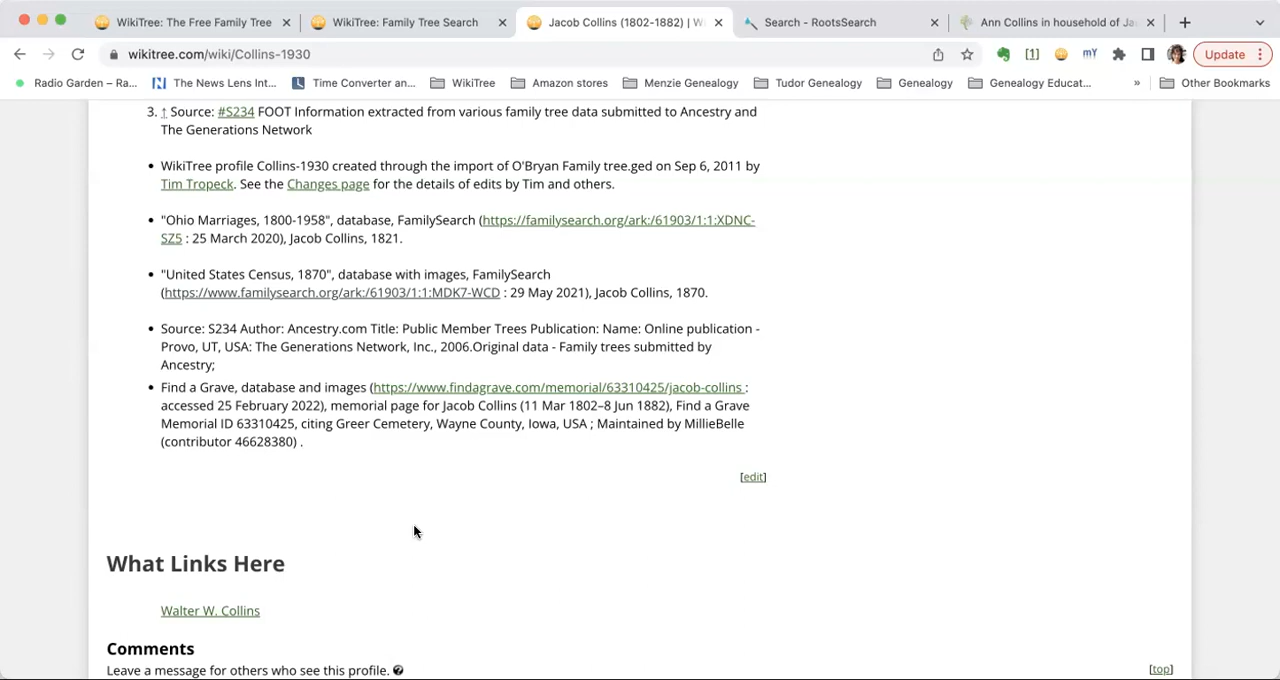 WikiTree: The Free Family Tree
WikiTree: Family Tree Search
Jacob Collins (1802-1882) | W
Search - RootsSearch
Ann Collins in household of Ja
wikitree.com/wiki/Collins-1930
[1]
mY
Update
Radio Garden – Ra...
The News Lens Int...
Time Converter an...
WikiTree
Amazon stores
Menzie Genealogy
Tudor Genealogy
Genealogy
Genealogy Educat...
»
Other Bookmarks
3. ↑ Source: #S234 FOOT Information extracted from various family tree data submitted to Ancestry and
The Generations Network
• WikiTree profile Collins-1930 created through the import of O'Bryan Family tree.ged on Sep 6, 2011 by
Tim Tropeck. See the Changes page for the details of edits by Tim and others.
• "Ohio Marriages, 1800-1958", database, FamilySearch (https://familysearch.org/ark:/61903/1:1:XDNC-
SZ5 : 25 March 2020), Jacob Collins, 1821.
• "United States Census, 1870", database with images, FamilySearch
(https://www.familysearch.org/ark:/61903/1:1:MDK7-WCD : 29 May 2021), Jacob Collins, 1870.
• Source: S234 Author: Ancestry.com Title: Public Member Trees Publication: Name: Online publication -
Provo, UT, USA: The Generations Network, Inc., 2006.Original data - Family trees submitted by
Ancestry;
• Find a Grave, database and images (https://www.findagrave.com/memorial/63310425/jacob-collins :
accessed 25 February 2022), memorial page for Jacob Collins (11 Mar 1802–8 Jun 1882), Find a Grave
Memorial ID 63310425, citing Greer Cemetery, Wayne County, Iowa, USA ; Maintained by MillieBelle
(contributor 46628380) .
[edit]
What Links Here
Walter W. Collins
Comments
Leave a message for others who see this profile. ?
[top]